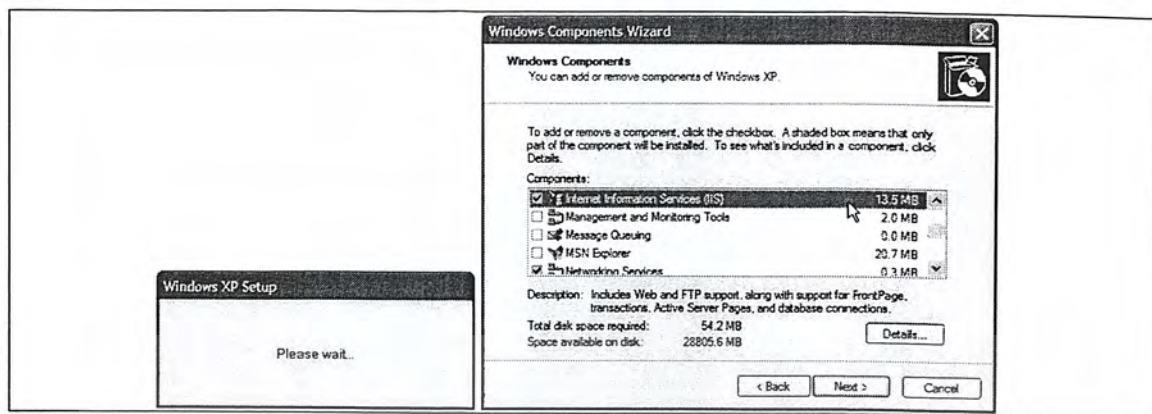 Windows Components Wizard
Windows Components
You can add or remove components of Windows XP.
To add or remove a component, click the checkbox. A shaded box means that only
part of the component will be installed. To see what's included in a component, click
Details.
Components:
Internet Information Services (IIS) 13.5 MB
Management and Monitoring Tools 2.0 MB
Message Queuing 0.0 MB
MSN Explorer 20.7 MB
Networking Services 0.3 MB
Description: Includes Web and FTP support, along with support for FrontPage,
transactions, Active Server Pages, and database connections.
Total disk space required: 54.2 MB
Space available on disk: 28805.6 MB
Details...
< Back Next > Cancel
Windows XP Setup
Please wait...